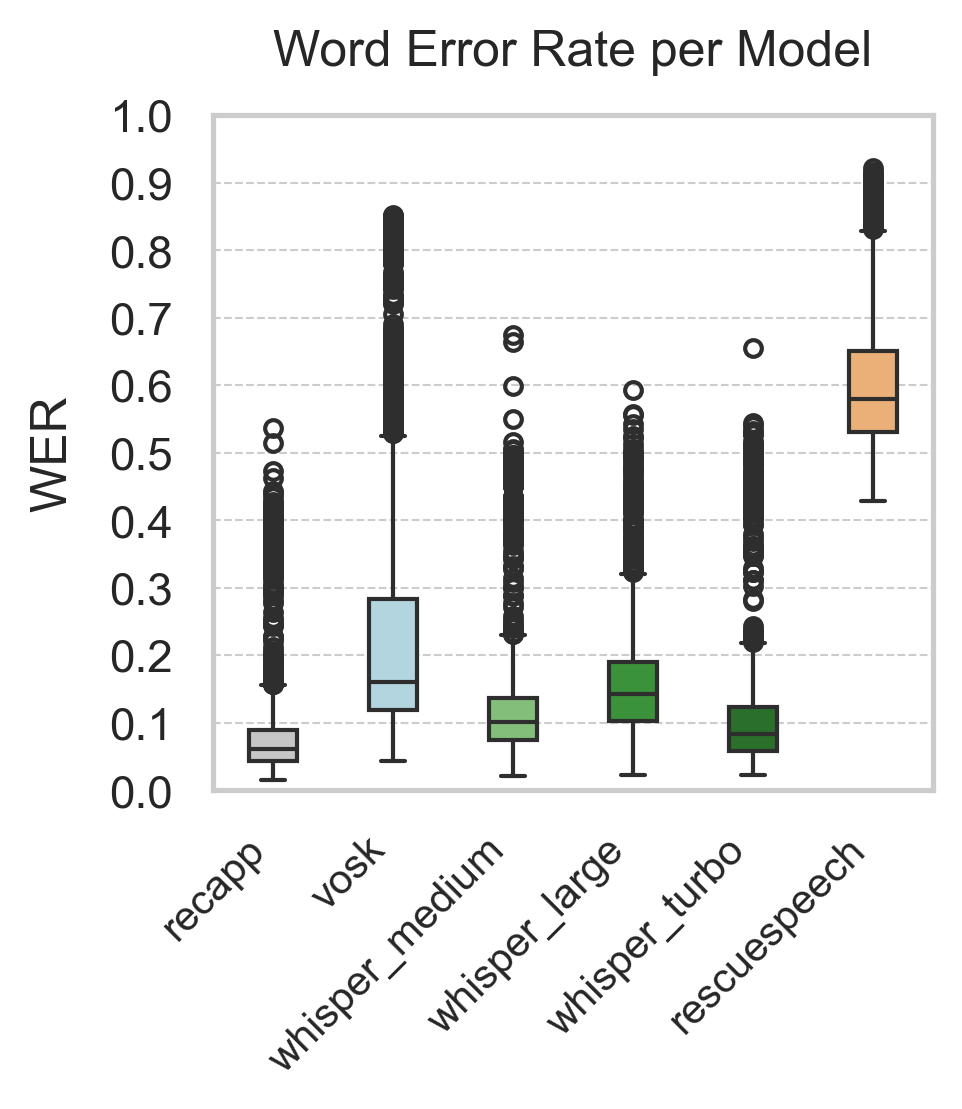 Word Error Rate per Model
WER
1.0
0.9
0.8
0.7
0.6
0.5
0.4
0.3
0.2
0.1
0.0
recapp
vosk
whisper_medium
whisper_large
whisper_turbo
rescuespeech